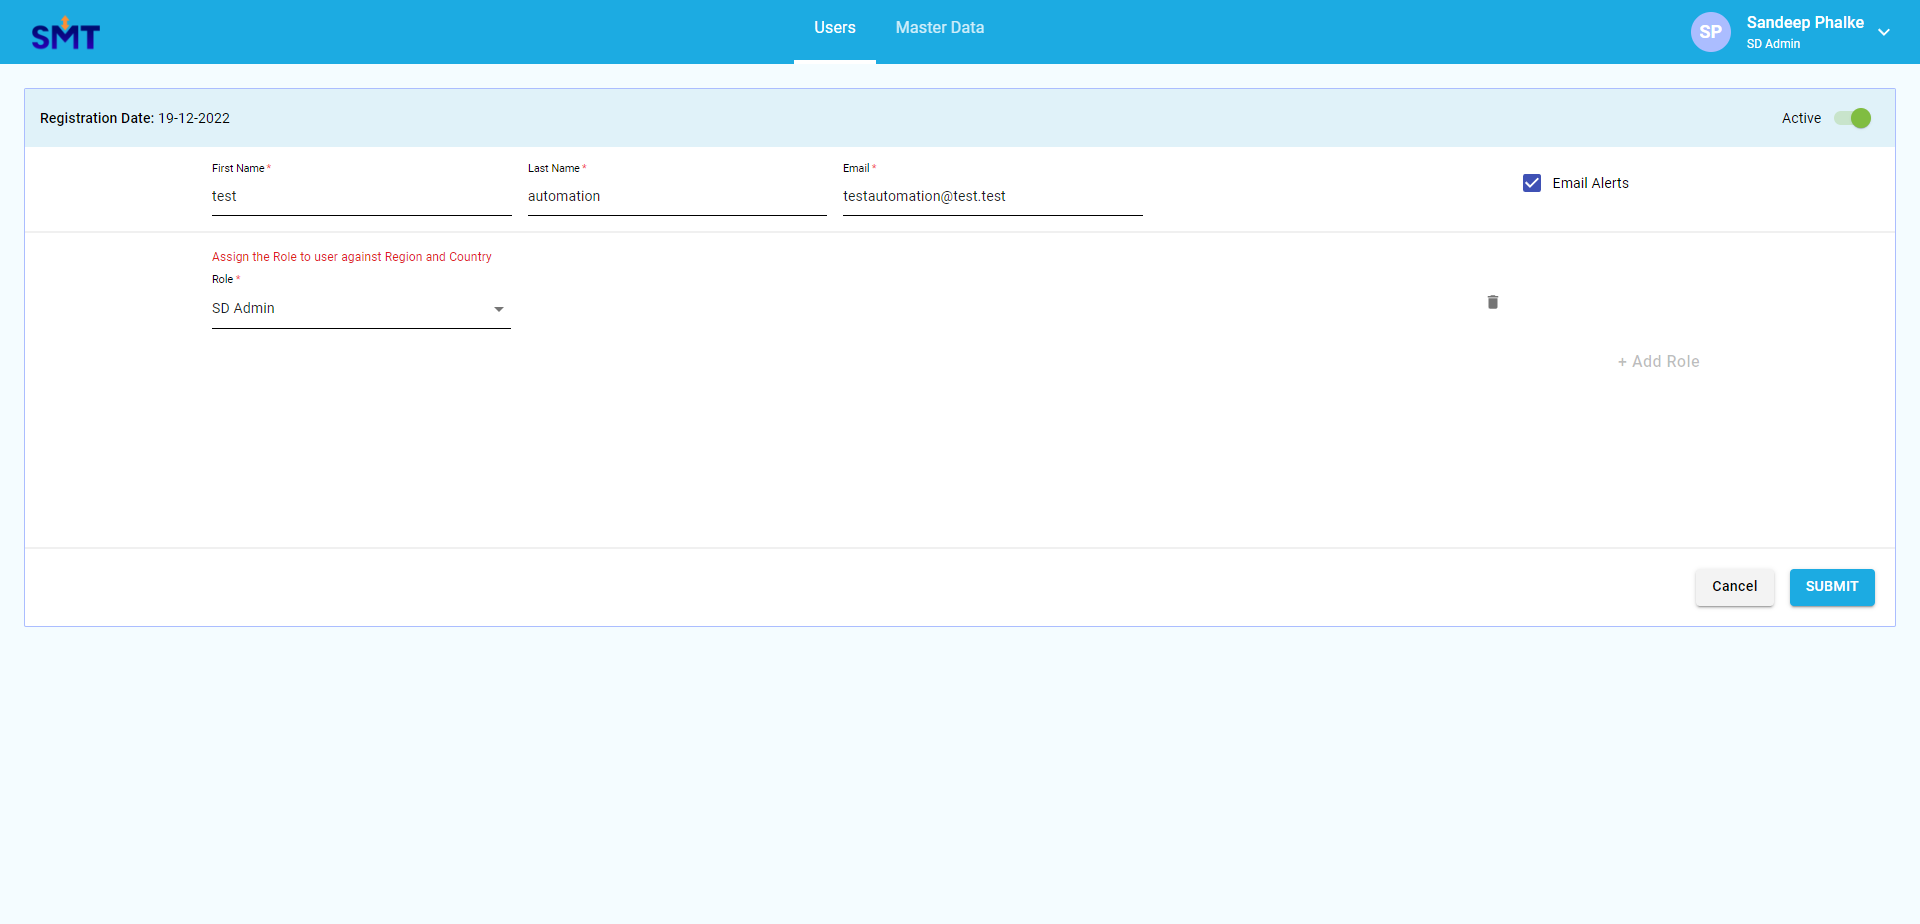 SMT
Users
Master Data
SP
Sandeep Phalke
SD Admin
Registration Date: 19-12-2022
Active
First Name *
Last Name *
Email *
test
automation
testautomation@test.test
Email Alerts
Assign the Role to user against Region and Country
Role *
SD Admin
+ Add Role
Cancel
SUBMIT